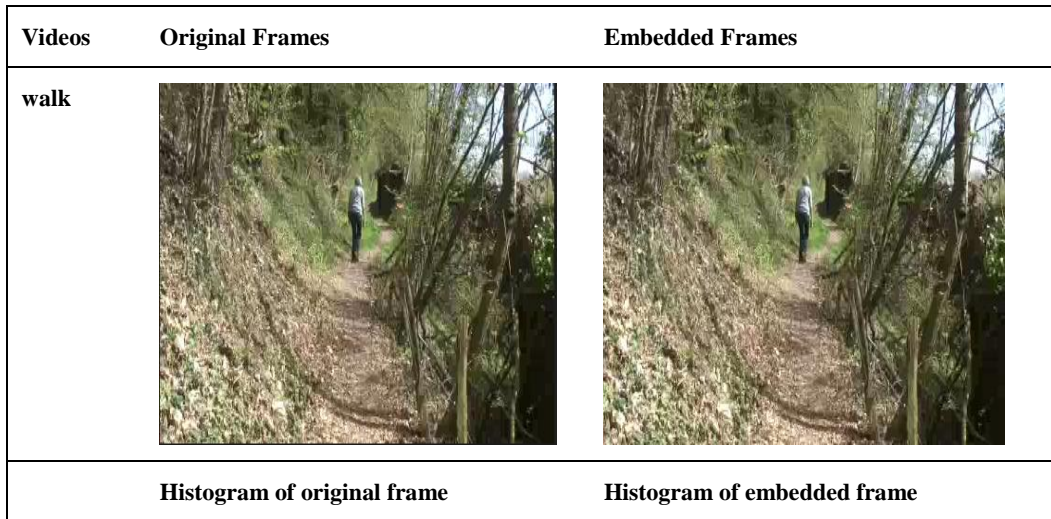 Videos Original Frames Embedded Frames
walk
Histogram of original frame Histogram of embedded frame